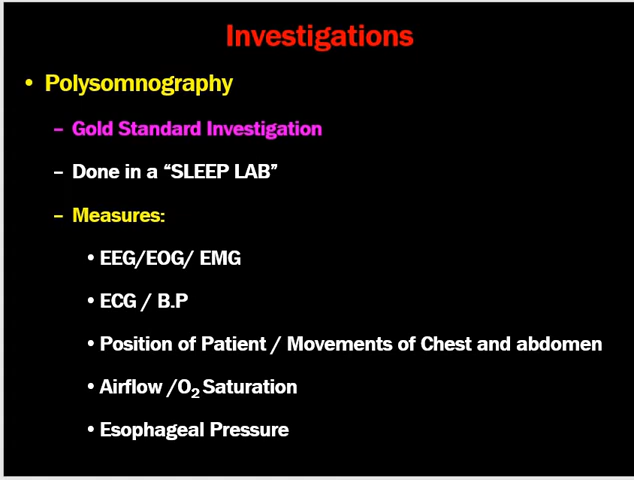 Investigations
• Polysomnography
– Gold Standard Investigation
– Done in a “SLEEP LAB”
– Measures:
• EEG/EOG/ EMG
• ECG / B.P
• Position of Patient / Movements of Chest and abdomen
• Airflow /O2 Saturation
• Esophageal Pressure